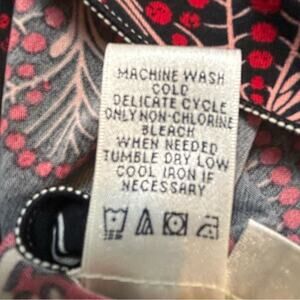 MACHINE WASH
COLD
DELICATE CYCLE
ONLY NON-CHLORINE
BLEACH
WHEN NEEDED
TUMBLE DRY LOW
COOL IRON IF
NECESSARY